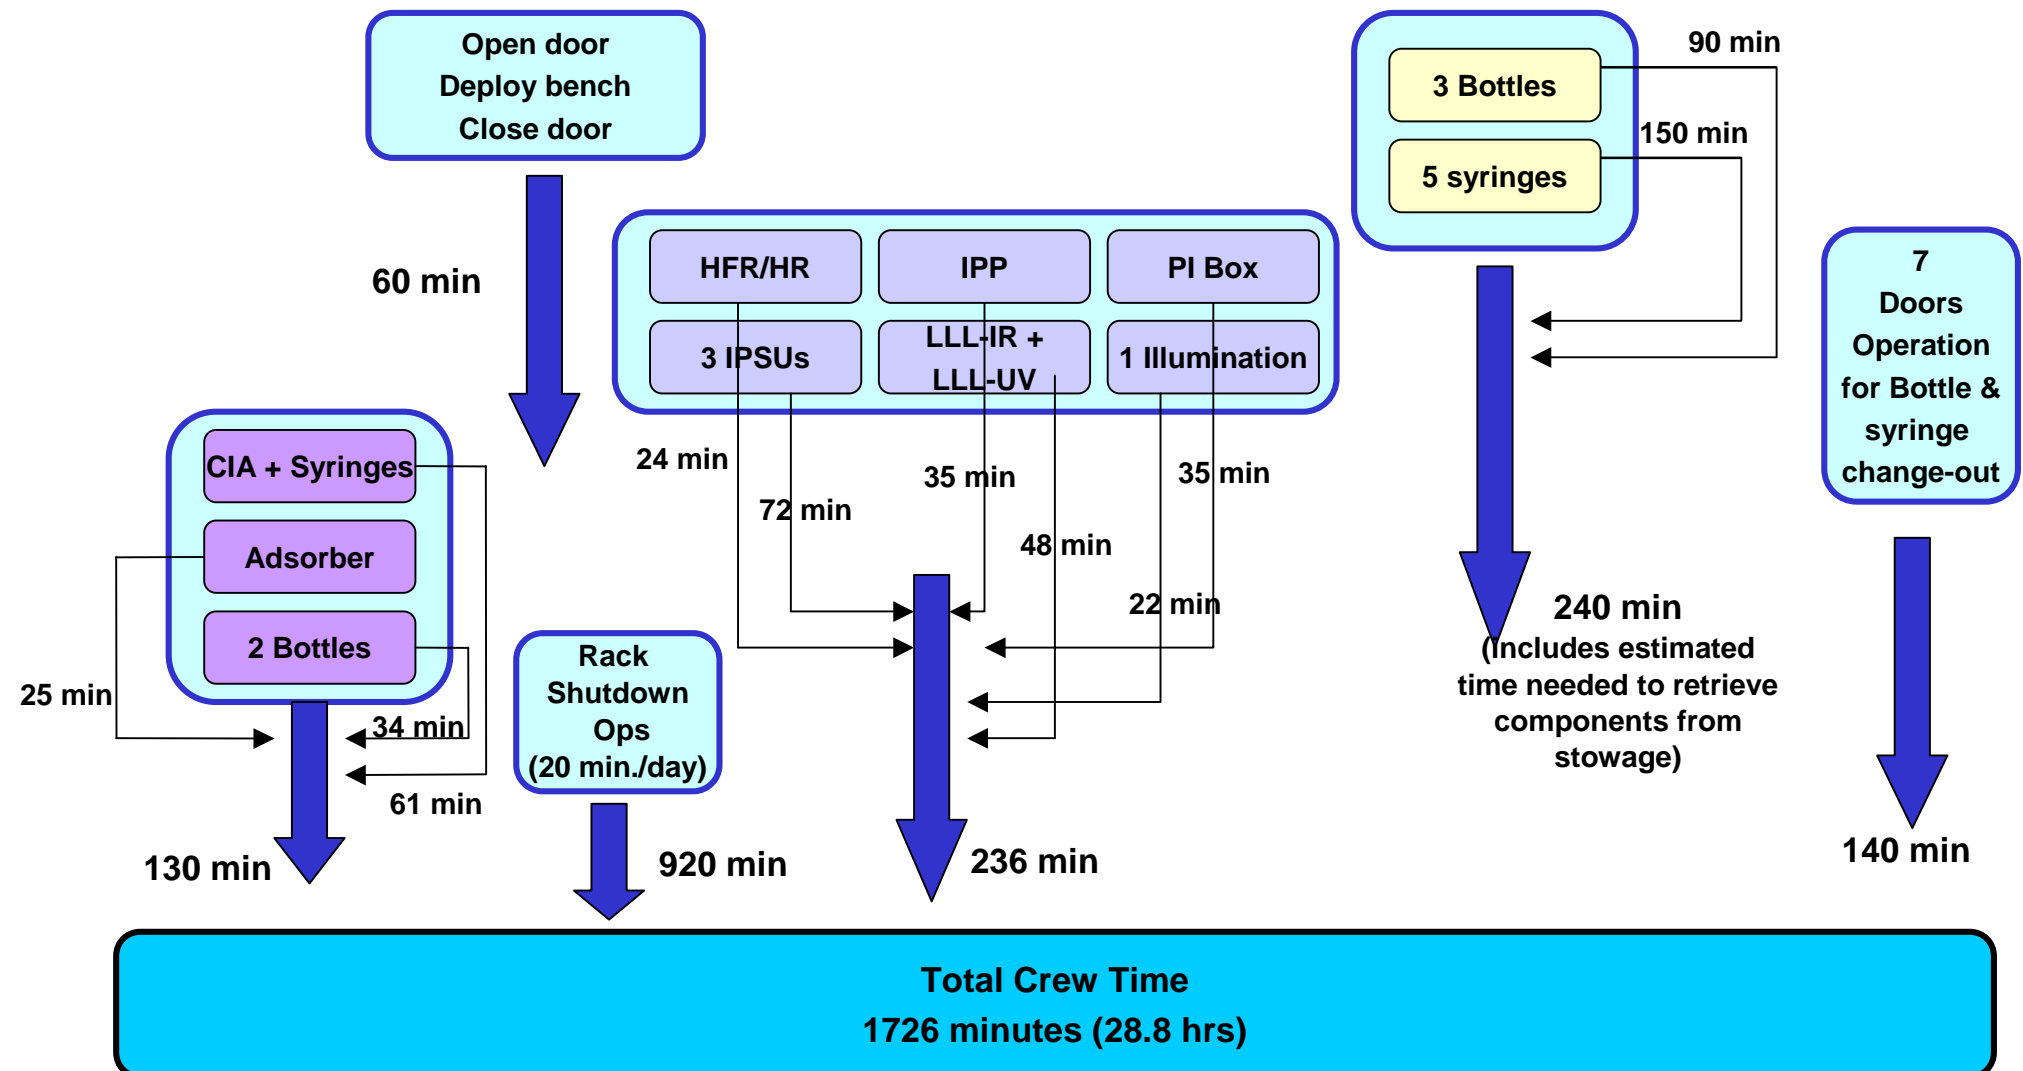 Open door
Deploy bench
Close door
60 min
3 Bottles
5 syringes
90 min
150 min
HFR/HR
IPP
PI Box
3 IPSUs
LLL-IR +
LLL-UV
1 Illumination
24 min
72 min
35 min
48 min
35 min
22 min
7
Doors
Operation
for Bottle &
syringe
change-out
CIA + Syringes
Adsorber
2 Bottles
25 min
34 min
61 min
Rack
Shutdown
Ops
(20 min./day)
240 min
(includes estimated
time needed to retrieve
components from
stowage)
130 min
920 min
236 min
140 min
Total Crew Time
1726 minutes (28.8 hrs)